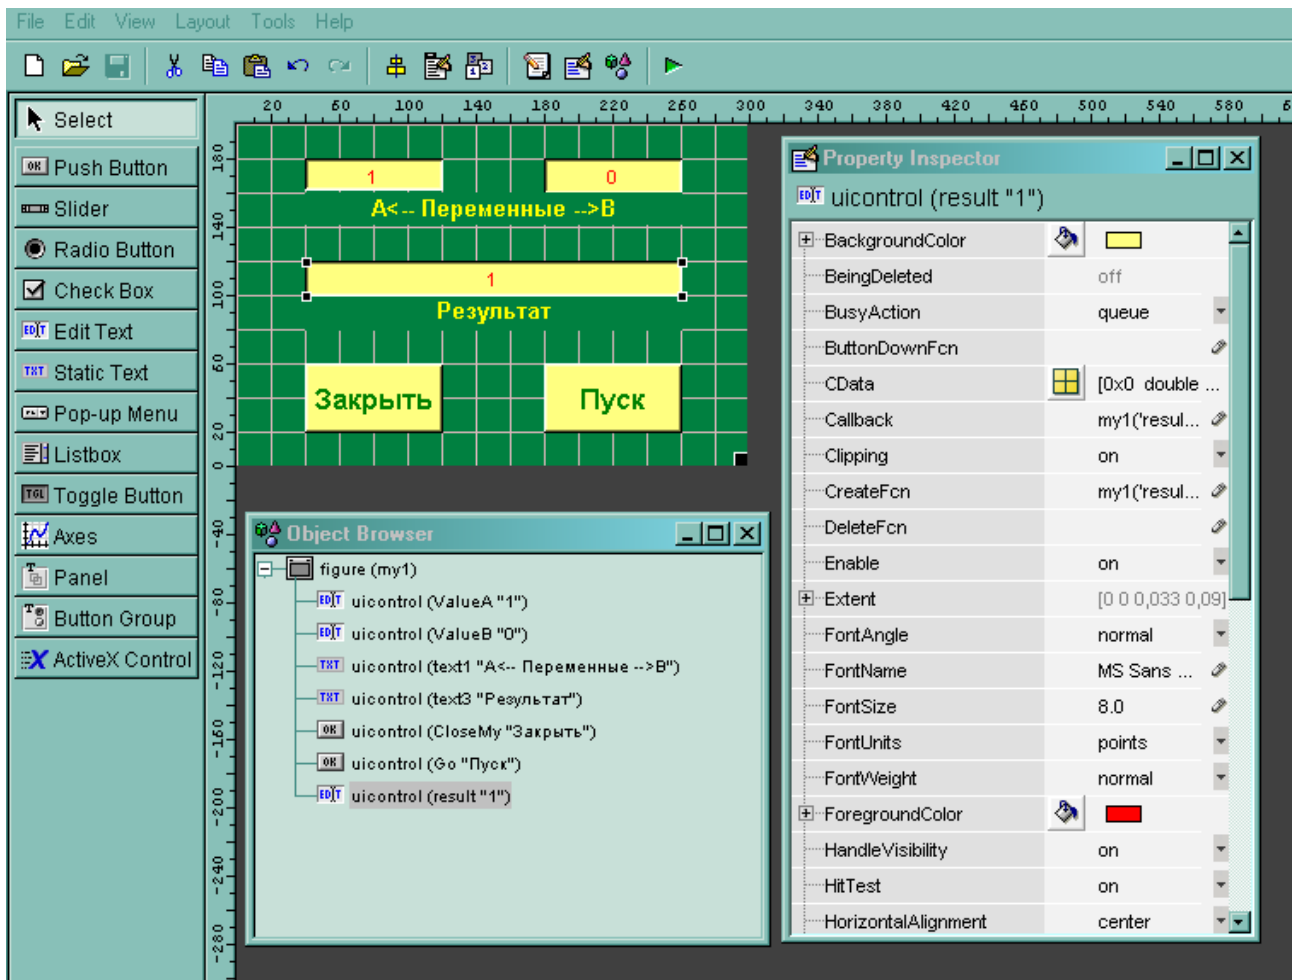 File Edit View Layout Tools Help
20 60 100 140 180 220 260 300 340 380 420 460 500 540 580 6
Select
Push Button
Slider
Radio Button
Check Box
Edit Text
Static Text
Pop-up Menu
Listbox
Toggle Button
Axes
Panel
Button Group
ActiveX Control
180
140
100
60
20
0
-40
-80
-120
-160
-200
-240
-280
1 0
A<-- Переменные -->B
1
Результат
Закрыть Пуск
Object Browser
figure (my1)
uicontrol (ValueA "1")
uicontrol (ValueB "0")
uicontrol (text1 "A<-- Переменные -->B")
uicontrol (text3 "Результат")
uicontrol (CloseMy "Закрыть")
uicontrol (Go "Пуск")
uicontrol (result "1")
Property Inspector
uicontrol (result "1")
BackgroundColor
BeingDeleted off
BusyAction queue
ButtonDownFcn
CData [0x0 double ...
Callback my1('resul...
Clipping on
CreateFcn my1('resul...
DeleteFcn
Enable on
Extent [0 0 0,033 0,09]
FontAngle normal
FontName MS Sans ...
FontSize 8.0
FontUnits points
FontWeight normal
ForegroundColor
HandleVisibility on
HitTest on
HorizontalAlignment center